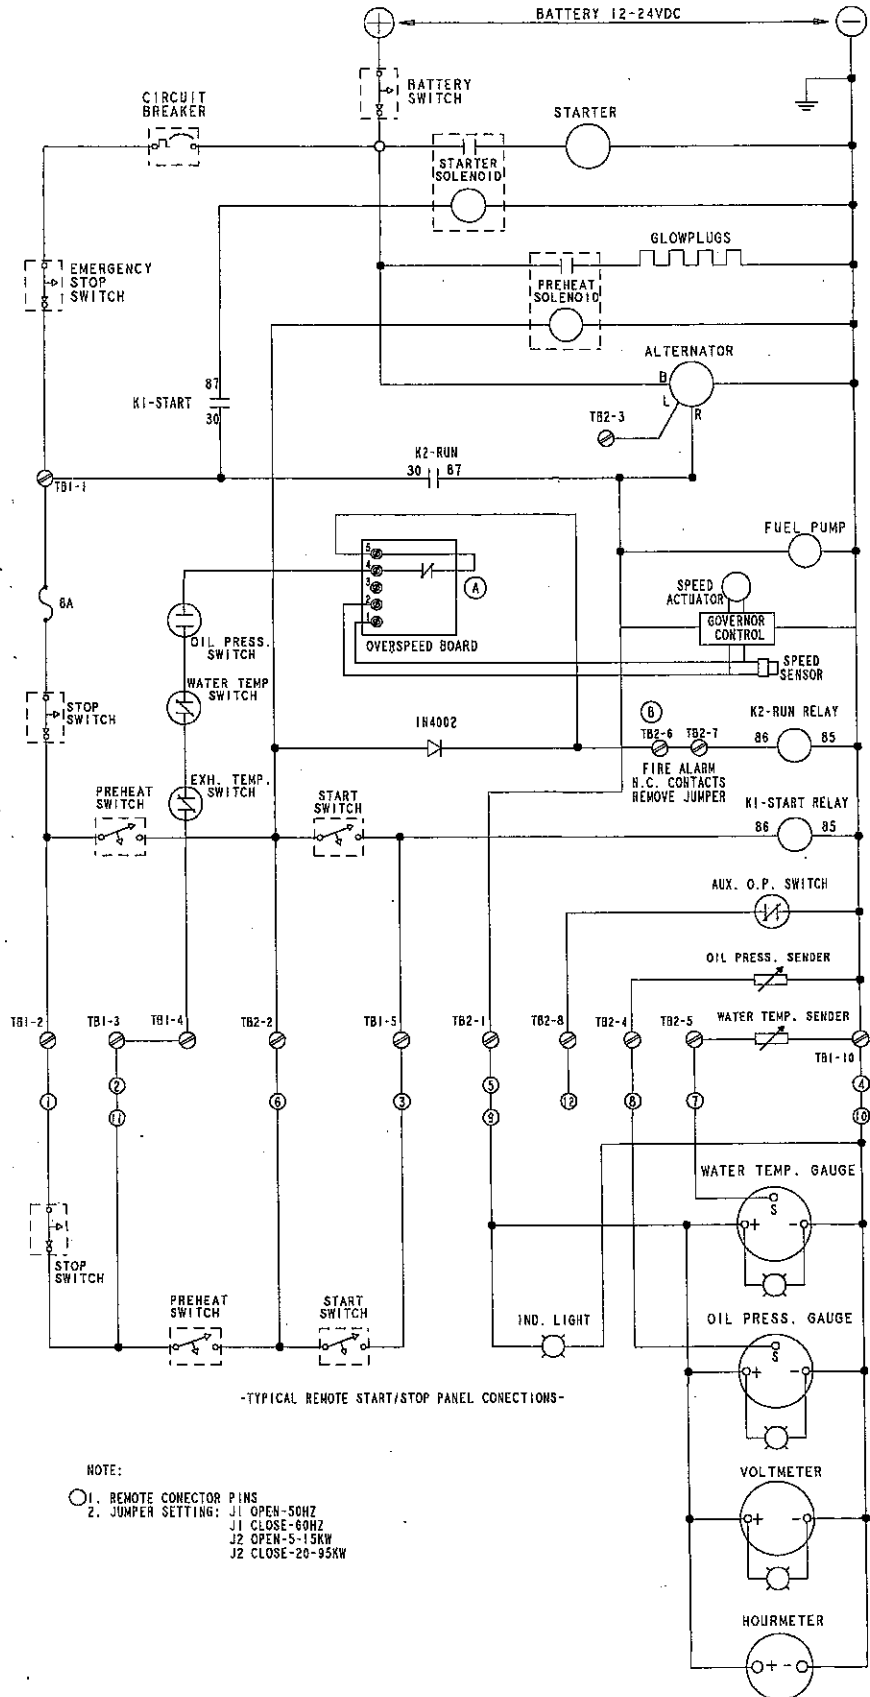 BATTERY 12-24VDC
+
−
BATTERY
SWITCH
CIRCUIT
BREAKER
STARTER
STARTER
SOLENOID
GLOWPLUGS
EMERGENCY
STOP
SWITCH
PREHEAT
SOLENOID
ALTERNATOR
B
L
R
87
K1-START
30
TB2-3
K2-RUN
30 87
TB1-1
FUEL PUMP
5
4
3
2
1
A
SPEED
ACTUATOR
8A
GOVERNOR
CONTROL
OIL PRESS.
SWITCH
OVERSPEED BOARD
SPEED
SENSOR
WATER TEMP
SWITCH
STOP
SWITCH
1N4002
B
K2-RUN RELAY
TB2-6 TB2-7
86 85
FIRE ALARM
N.C. CONTACTS
REMOVE JUMPER
EXH. TEMP.
SWITCH
PREHEAT
SWITCH
START
SWITCH
K1-START RELAY
86 85
AUX. O.P. SWITCH
OIL PRESS. SENDER
WATER TEMP. SENDER
TB1-2 TB1-3 TB1-4 TB2-2 TB1-5 TB2-1 TB2-8 TB2-4 TB2-5
TB1-10
2 5 4
1 6 3 12 8 7
11 9 10
WATER TEMP. GAUGE
S
+ -
STOP
SWITCH
PREHEAT
SWITCH
START
SWITCH
IND. LIGHT
OIL PRESS. GAUGE
S
+ -
-TYPICAL REMOTE START/STOP PANEL CONECTIONS-
NOTE:
1. REMOTE CONECTOR PINS
2. JUMPER SETTING: J1 OPEN-50HZ
J1 CLOSE-60HZ
J2 OPEN-5-15KW
J2 CLOSE-20-95KW
VOLTMETER
+ -
HOURMETER
+ -